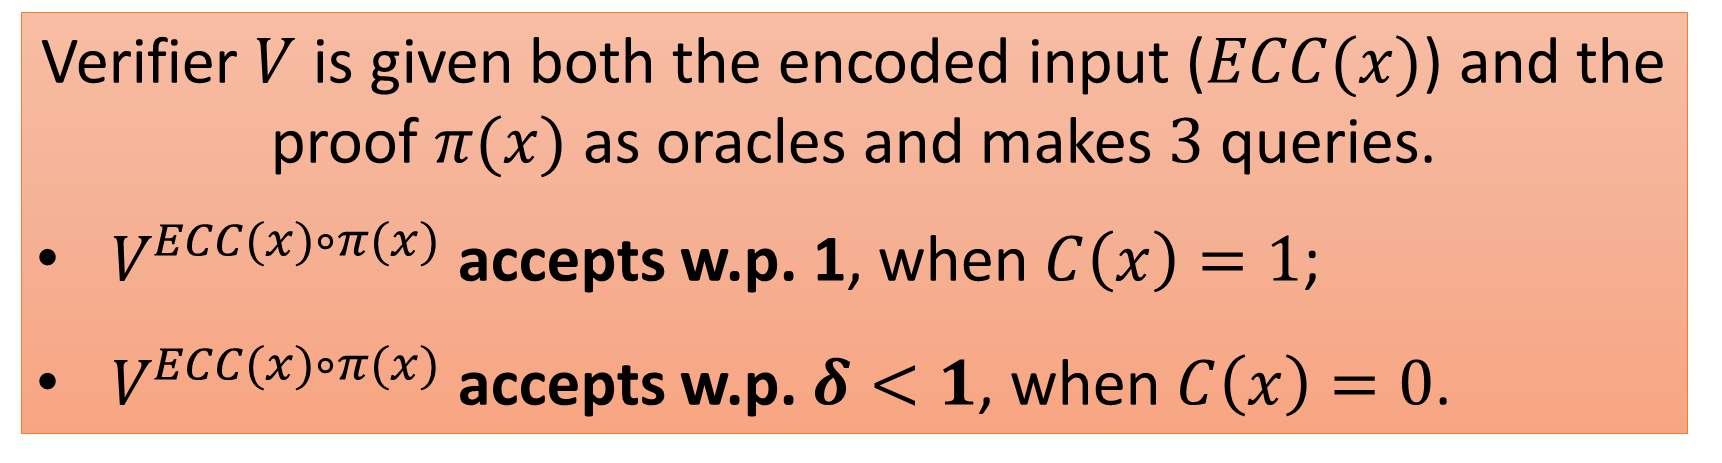 Verifier 𝑉 is given both the encoded input (𝐸𝐶𝐶(𝑥)) and the
proof 𝜋(𝑥) as oracles and makes 3 queries.
• 𝑉^{𝐸𝐶𝐶(𝑥)∘𝜋(𝑥)} accepts w.p. 1, when 𝐶(𝑥) = 1;
• 𝑉^{𝐸𝐶𝐶(𝑥)∘𝜋(𝑥)} accepts w.p. 𝜹 < 𝟏, when 𝐶(𝑥) = 0.